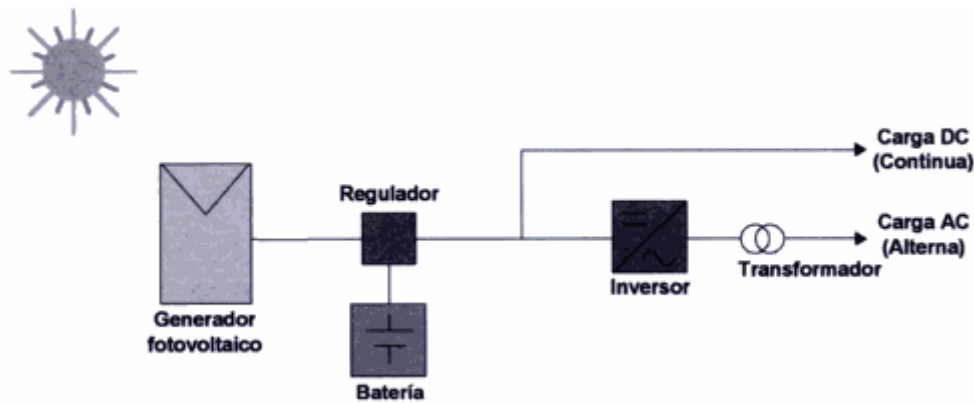 Carga DC
(Continua)
Regulador
Carga AC
(Alterna)
Transformador
Inversor
Generador
fotovoltaico
Batería